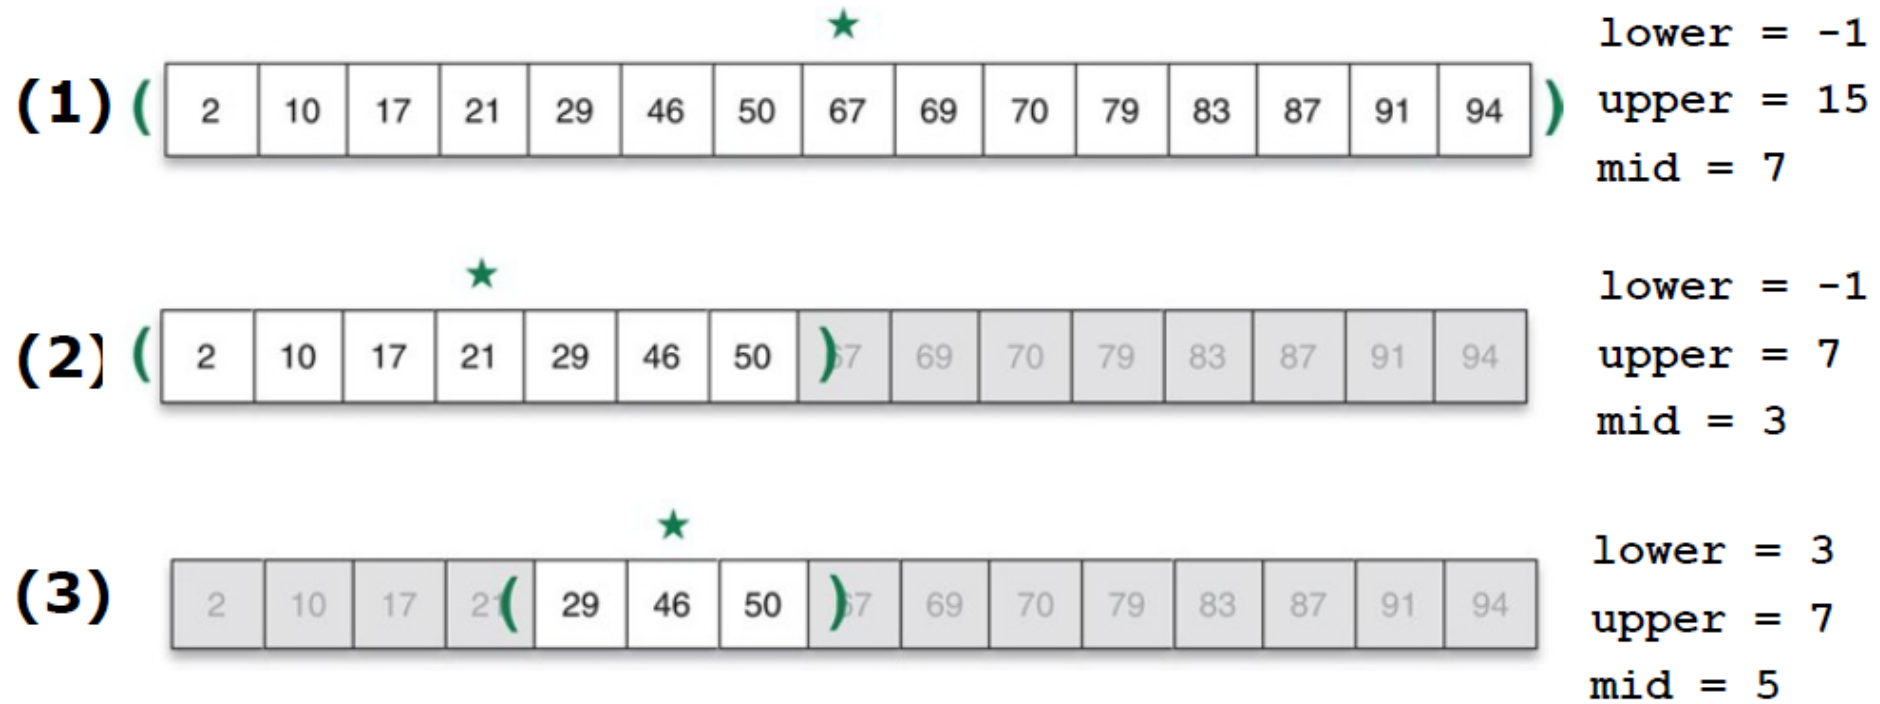 (1) ( 2 10 17 21 29 46 50 67 69 70 79 83 87 91 94 )
lower = -1
upper = 15
mid = 7
(2) ( 2 10 17 21 29 46 50 ) 67 69 70 79 83 87 91 94
lower = -1
upper = 7
mid = 3
(3) 2 10 17 21 ( 29 46 50 ) 67 69 70 79 83 87 91 94
lower = 3
upper = 7
mid = 5